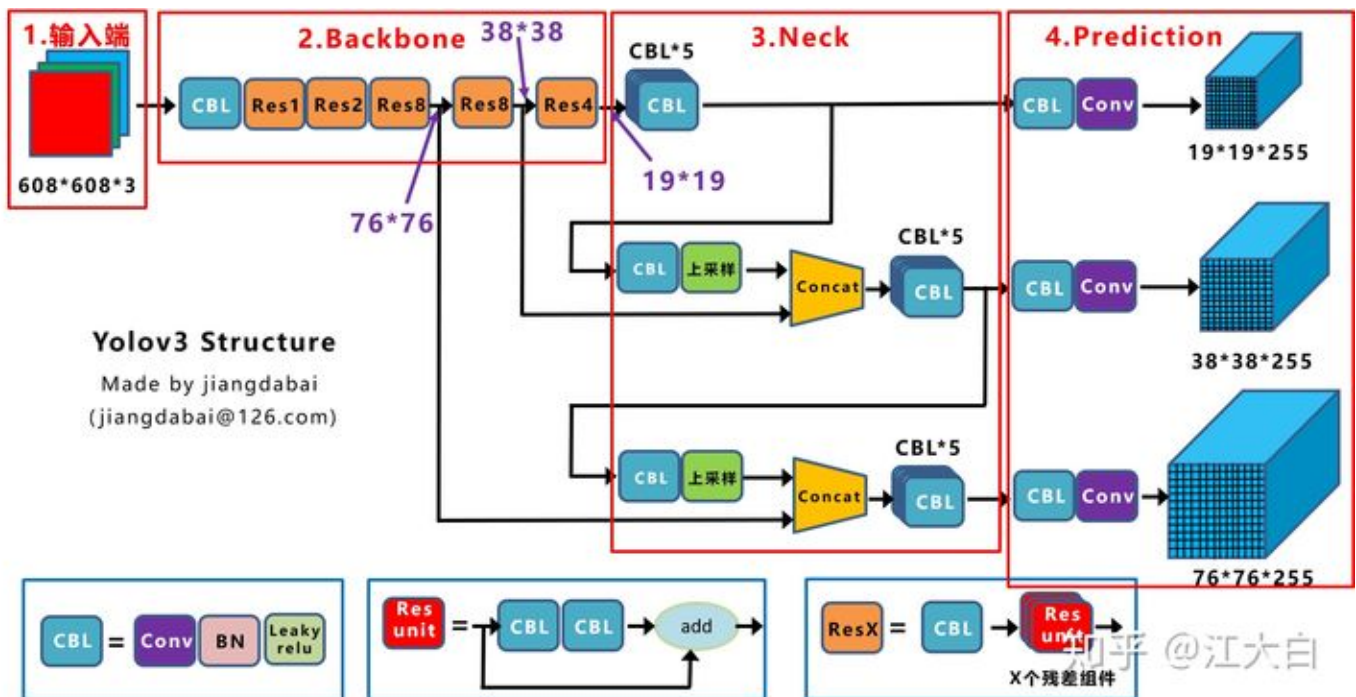 1.输入端
608*608*3
2.Backbone
38*38
CBL
Res1
Res2
Res8
Res8
Res4
76*76
19*19
3.Neck
CBL*5
CBL
CBL
上采样
Concat
CBL*5
CBL
CBL
上采样
Concat
CBL*5
CBL
4.Prediction
CBL
Conv
19*19*255
CBL
Conv
38*38*255
CBL
Conv
76*76*255
Yolov3 Structure
Made by jiangdabai
(jiangdabai@126.com)
CBL
=
Conv
BN
Leaky
relu
Res
unit
=
CBL
CBL
add
ResX
=
CBL
Res
unit
X个残差组件
知乎 @江大白